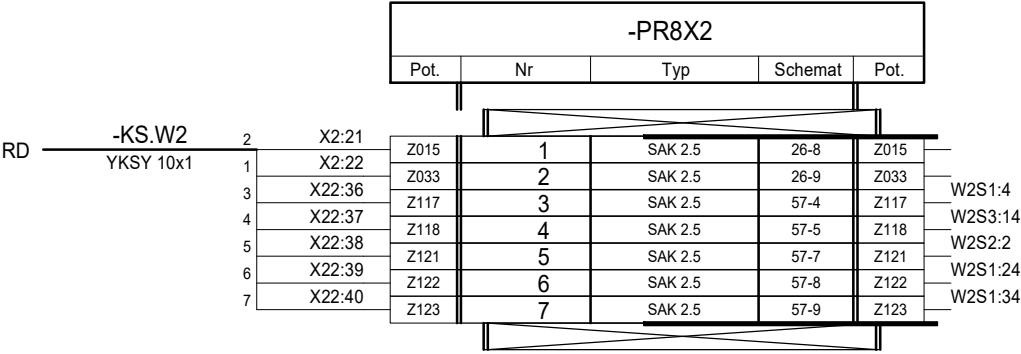 -PR8X2
Pot. Nr Typ Schemat Pot.
RD -KS.W2 2 X2:21 Z015 1 SAK 2.5 26-8 Z015
YKSY 10x1 1 X2:22 Z033 2 SAK 2.5 26-9 Z033
3 X22:36 Z117 3 SAK 2.5 57-4 Z117 W2S1:4
4 X22:37 Z118 4 SAK 2.5 57-5 Z118 W2S3:14
5 X22:38 Z121 5 SAK 2.5 57-7 Z121 W2S2:2
6 X22:39 Z122 6 SAK 2.5 57-8 Z122 W2S1:24
7 X22:40 Z123 7 SAK 2.5 57-9 Z123 W2S1:34